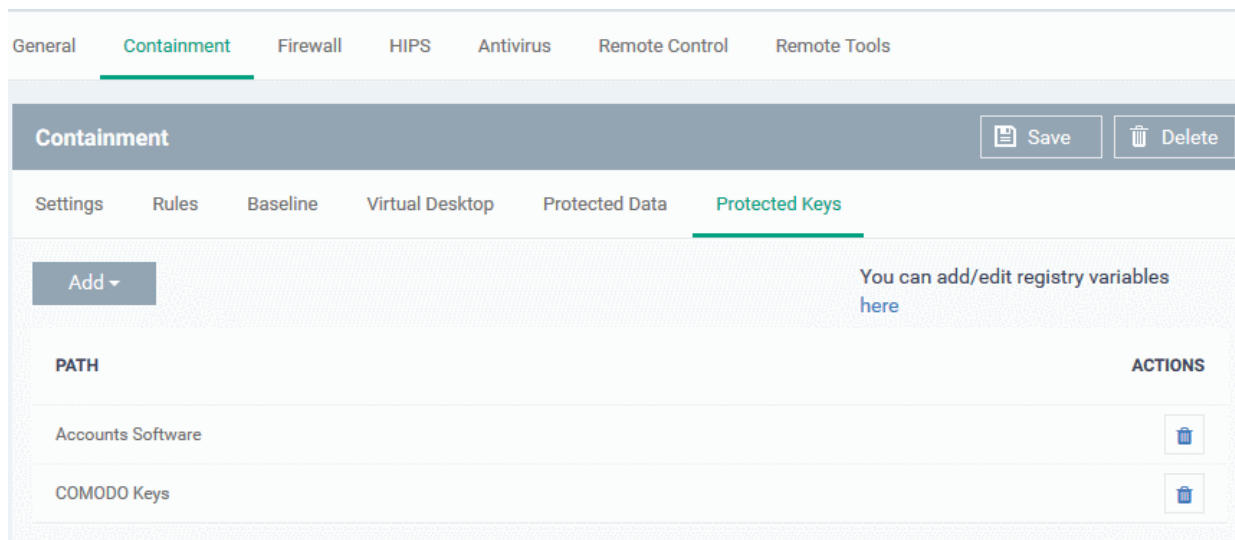 General Containment Firewall HIPS Antivirus Remote Control Remote Tools
Containment Save Delete
Settings Rules Baseline Virtual Desktop Protected Data Protected Keys
Add You can add/edit registry variables
here
PATH ACTIONS
Accounts Software
COMODO Keys